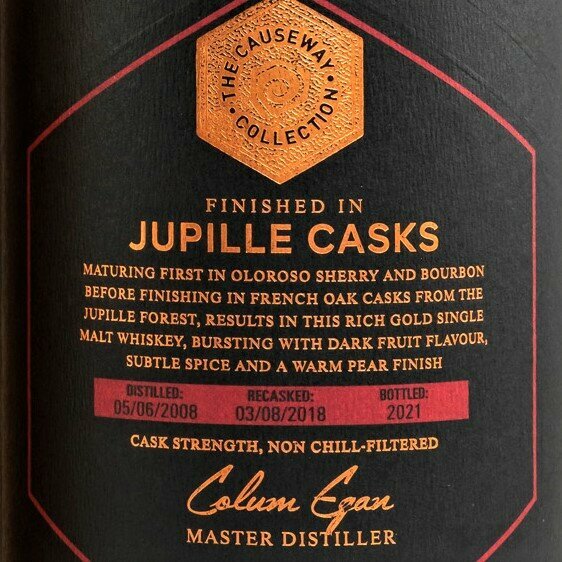 THE CAUSEWAY
COLLECTION
FINISHED IN
JUPILLE CASKS
MATURING FIRST IN OLOROSO SHERRY AND BOURBON
BEFORE FINISHING IN FRENCH OAK CASKS FROM THE
JUPILLE FOREST, RESULTS IN THIS RICH GOLD SINGLE
MALT WHISKEY, BURSTING WITH DARK FRUIT FLAVOUR,
SUBTLE SPICE AND A WARM PEAR FINISH
DISTILLED: RECASKED: BOTTLED:
05/06/2008 03/08/2018 2021
CASK STRENGTH, NON CHILL-FILTERED
Colum Egan
MASTER DISTILLER